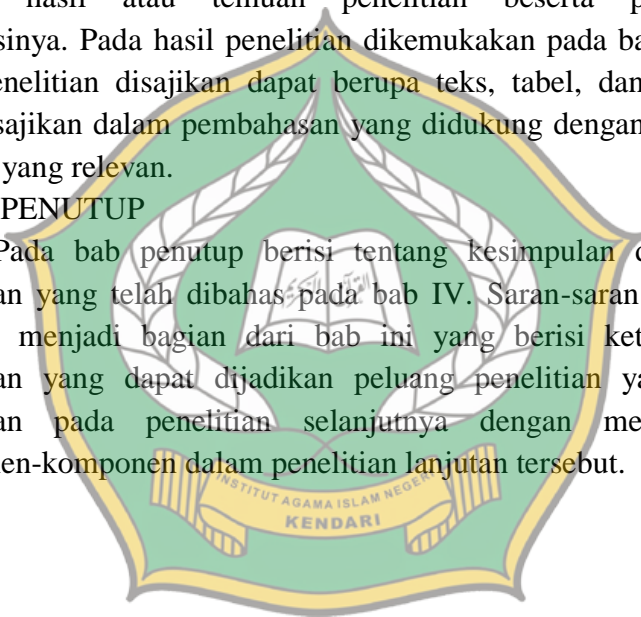 hasil atau temuan penelitian beserta p
sinya. Pada hasil penelitian dikemukakan pada ba
enelitian disajikan dapat berupa teks, tabel, dan
sajikan dalam pembahasan yang didukung dengan
yang relevan.
PENUTUP
Pada bab penutup berisi tentang kesimpulan d
an yang telah dibahas pada bab IV. Saran-saran
menjadi bagian dari bab ini yang berisi ket
an yang dapat dijadikan peluang penelitian ya
an pada penelitian selanjutnya dengan me
en-komponen dalam penelitian lanjutan tersebut.
INSTITUT AGAMA ISLAM NEGERI
KENDARI